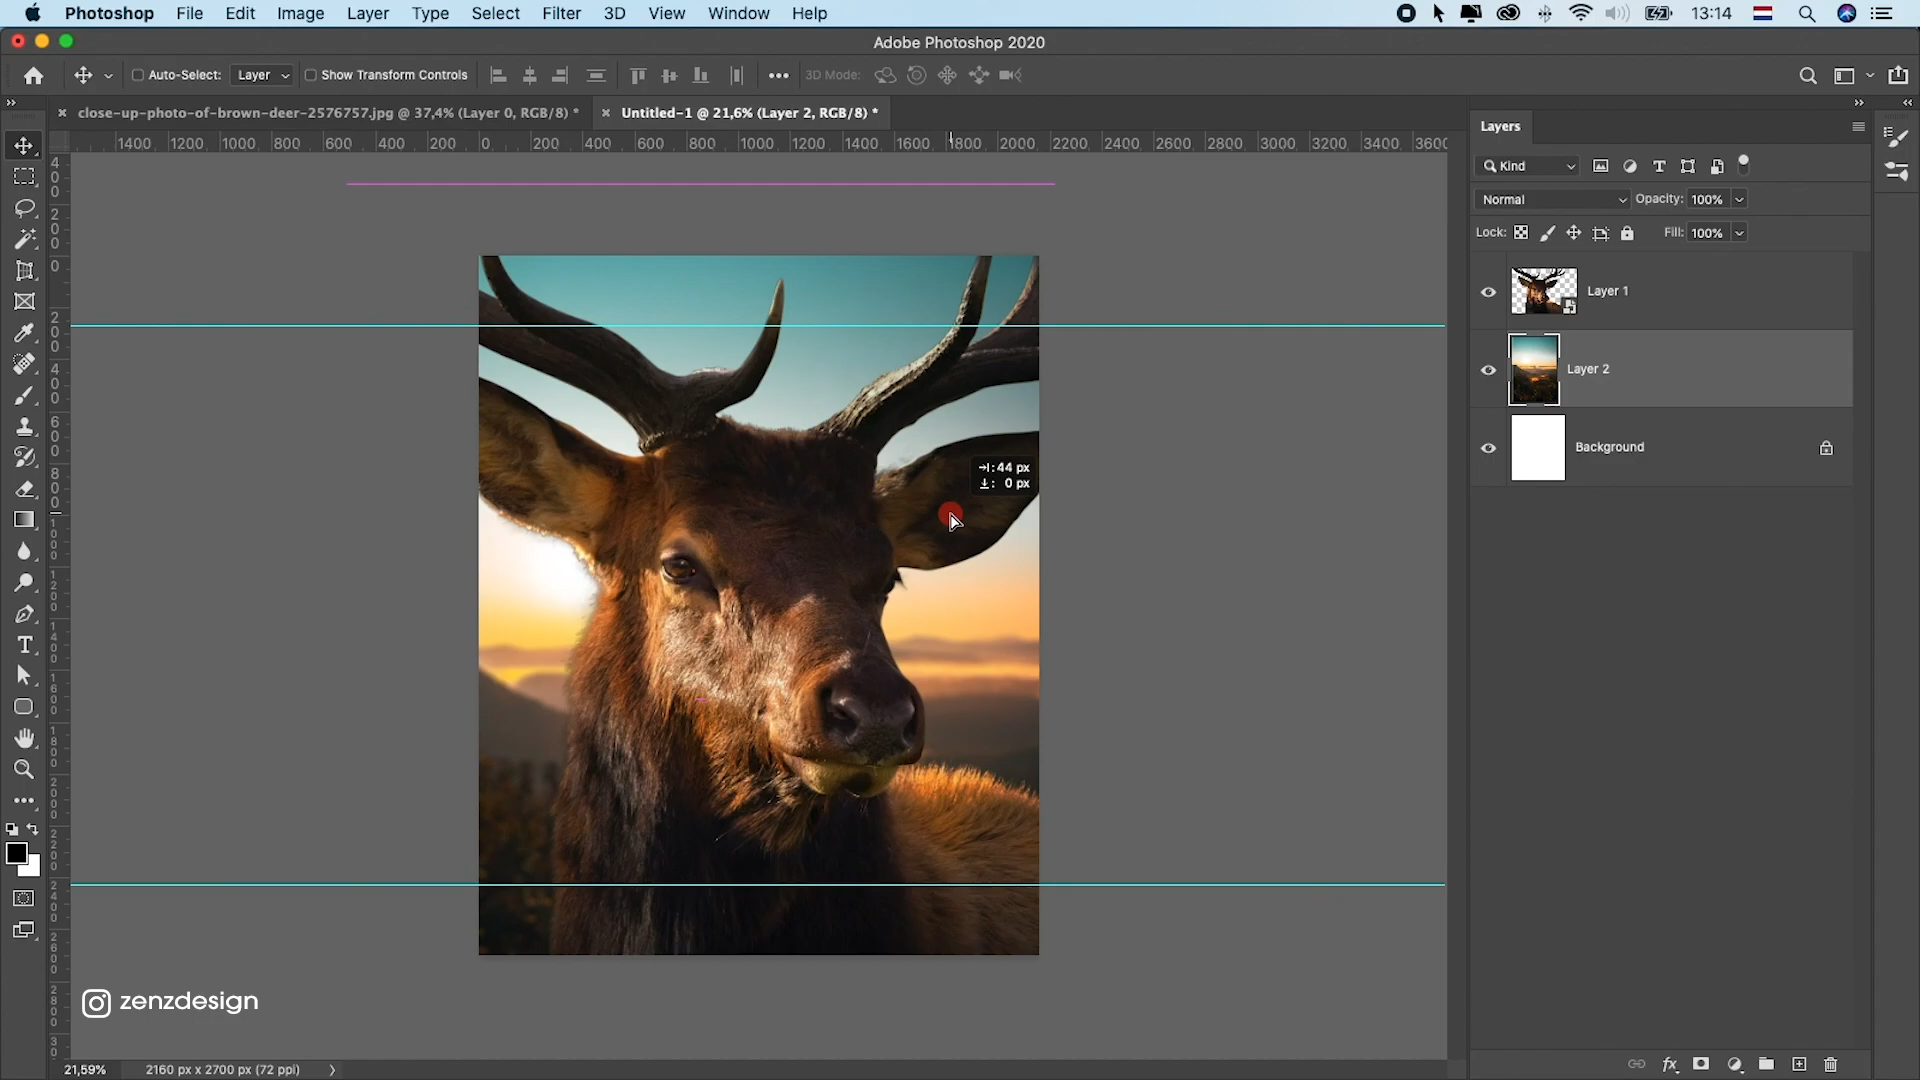 Photoshop File Edit Image Layer Type Select Filter 3D View Window Help 13:14
Adobe Photoshop 2020
Auto-Select: Layer Show Transform Controls 3D Mode:
close-up-photo-of-brown-deer-2576757.jpg @ 37,4% (Layer 0, RGB/8) * Untitled-1 @ 21,6% (Layer 2, RGB/8) *
Layers
1400 1200 1000 800 600 400 200 0 200 400 600 800 1000 1200 1400 1600 1800 2000 2200 2400 2600 2800 3000 3200 3400 3600
Kind
Normal Opacity: 100%
Lock: Fill: 100%
Layer 1
Layer 2
Background
44 px
0 px
zenzdesign
21,59% 2160 px x 2700 px (72 ppi)